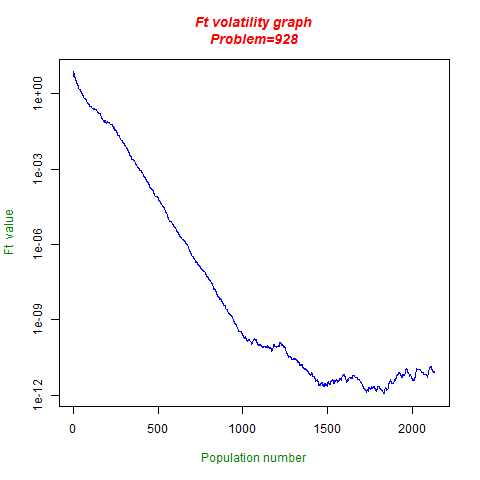 Ft volatility graph
Problem=928
1e+00
1e-03
1e-06
1e-09
1e-12
Ft value
0
500
1000
1500
2000
Population number